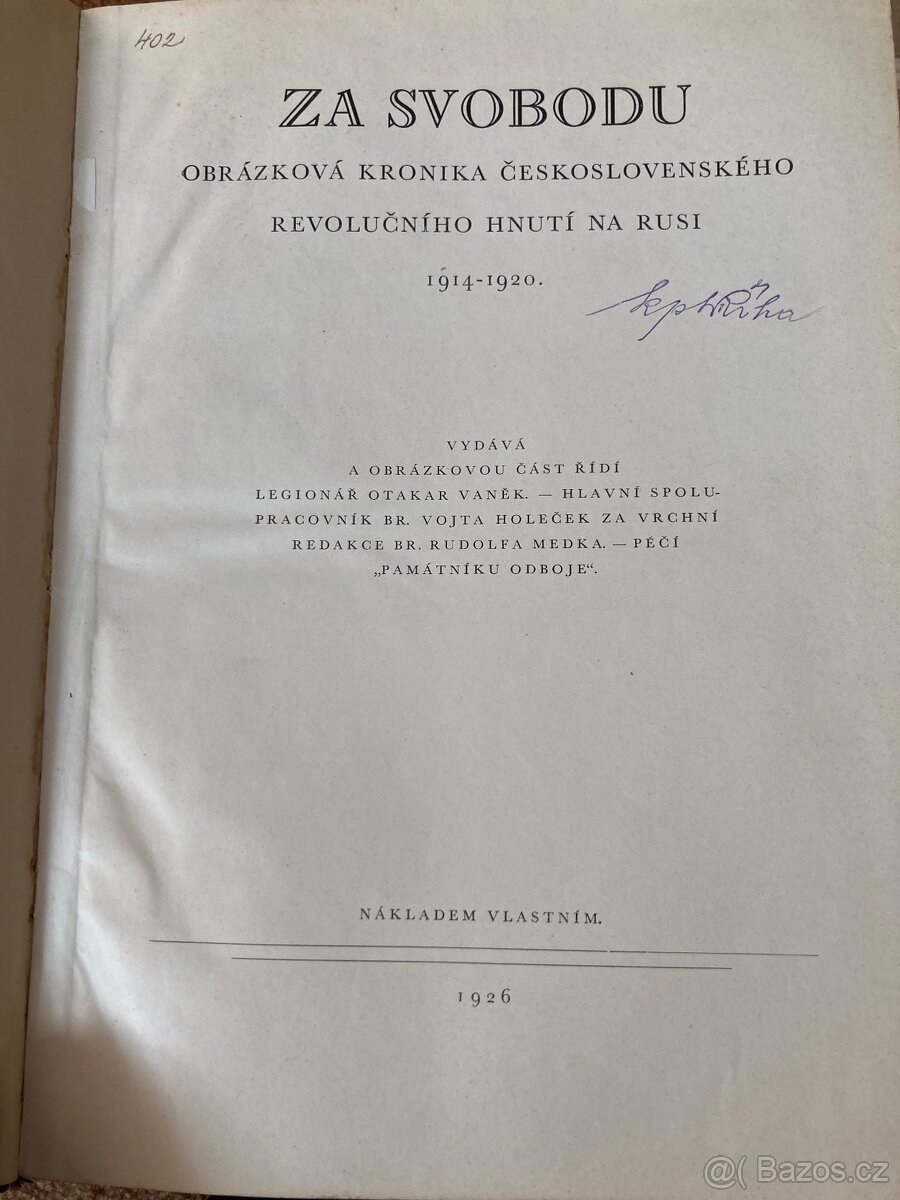 402
ZA SVOBODU
OBRÁZKOVÁ KRONIKA ČESKOSLOVENSKÉHO
REVOLUČNÍHO HNUTÍ NA RUSI
1914-1920.
kpt Říha
VYDÁVÁ
A OBRÁZKOVOU ČÁST ŘÍDÍ
LEGIONÁŘ OTAKAR VANĚK. — HLAVNÍ SPOLU-
PRACOVNÍK BR. VOJTA HOLEČEK ZA VRCHNÍ
REDAKCE BR. RUDOLFA MEDKA. — PÉČÍ
„PAMÁTNÍKU ODBOJE“.
NÁKLADEM VLASTNÍM.
1926
@( Bazos.cz